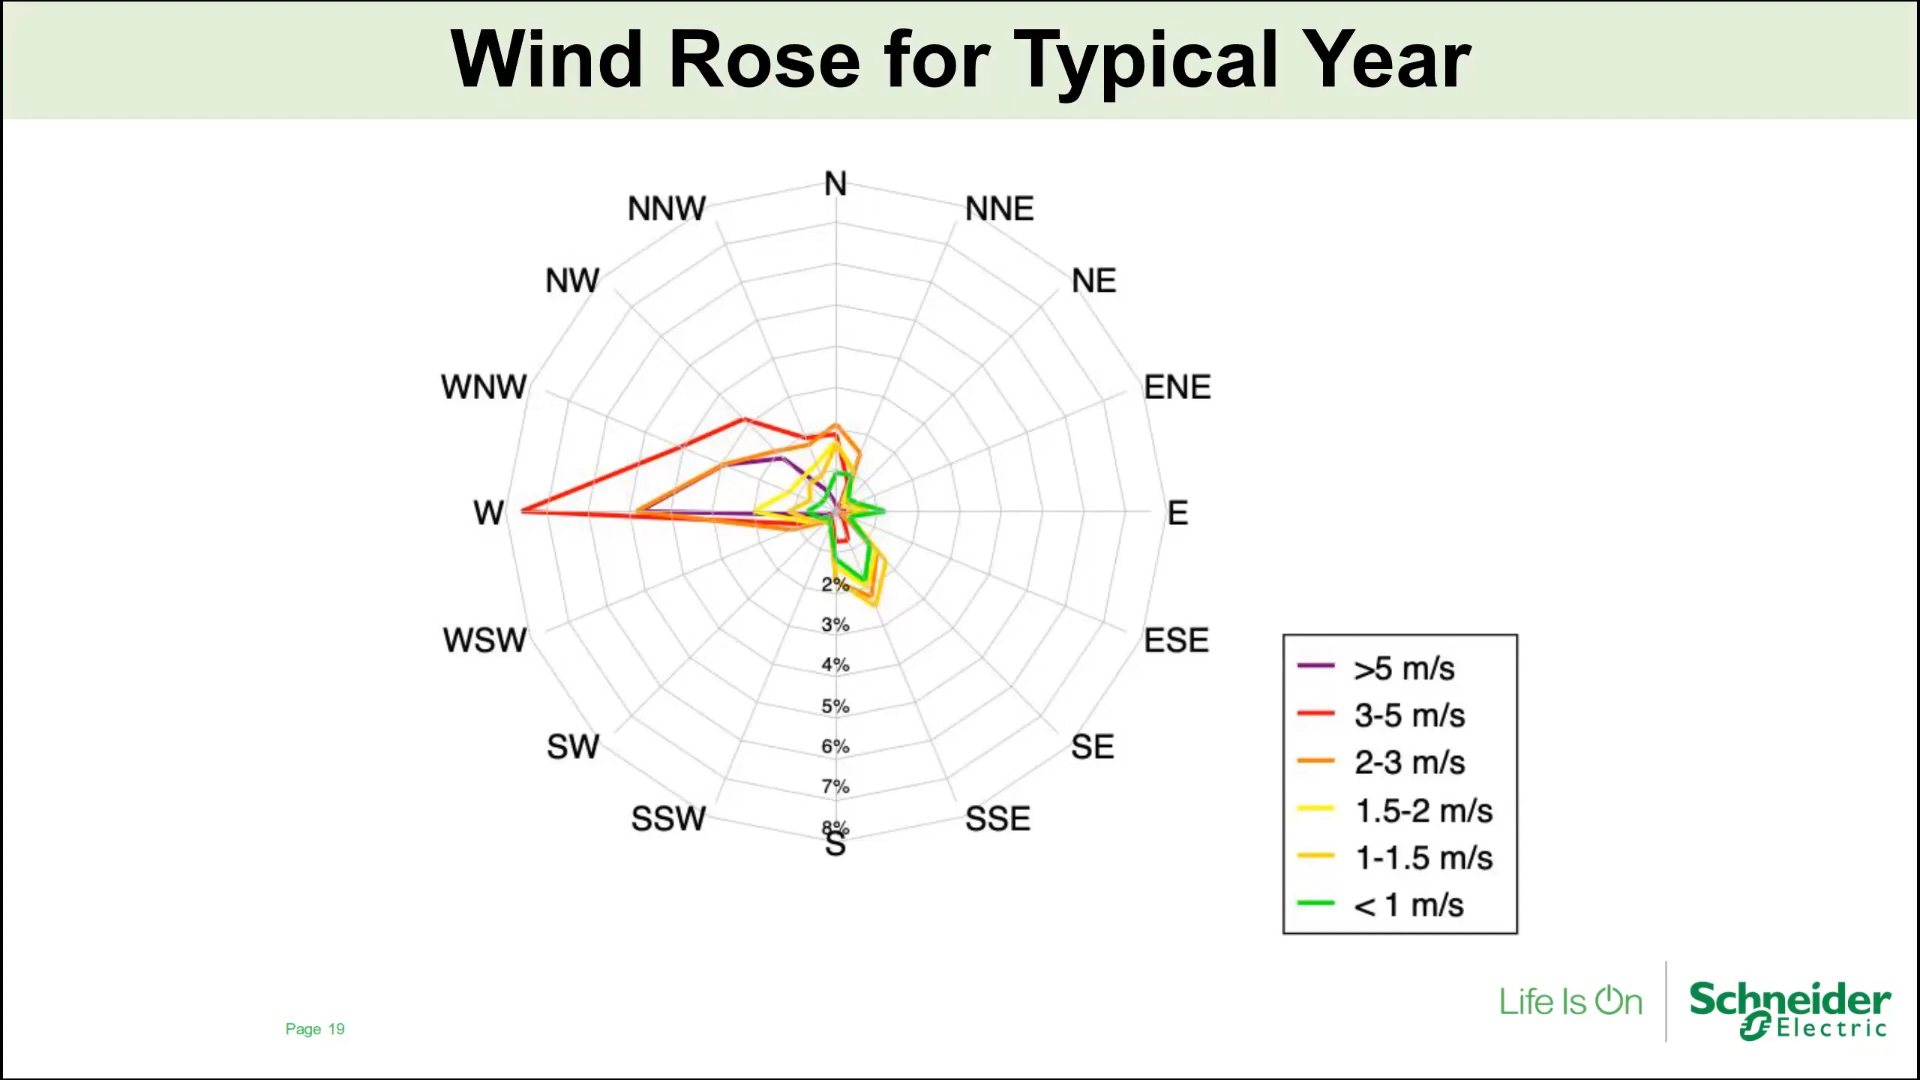 Wind Rose for Typical Year
N
NNW
NNE
NW
NE
WNW
ENE
W
E
2%
3%
WSW
ESE
4%
5%
SW
SE
6%
7%
SSW
SSE
8%
S
>5 m/s
3-5 m/s
2-3 m/s
1.5-2 m/s
1-1.5 m/s
< 1 m/s
Life Is On
Schneider
Electric
Page 19